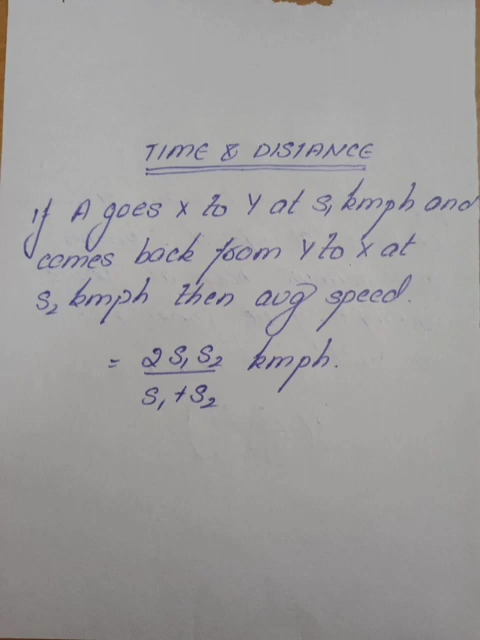 TIME & DISTANCE
if A goes X to Y at S₁ kmph and
comes back from Y to X at
S₂ kmph then avg speed.
= 2S₁S₂ / S₁+S₂ kmph.